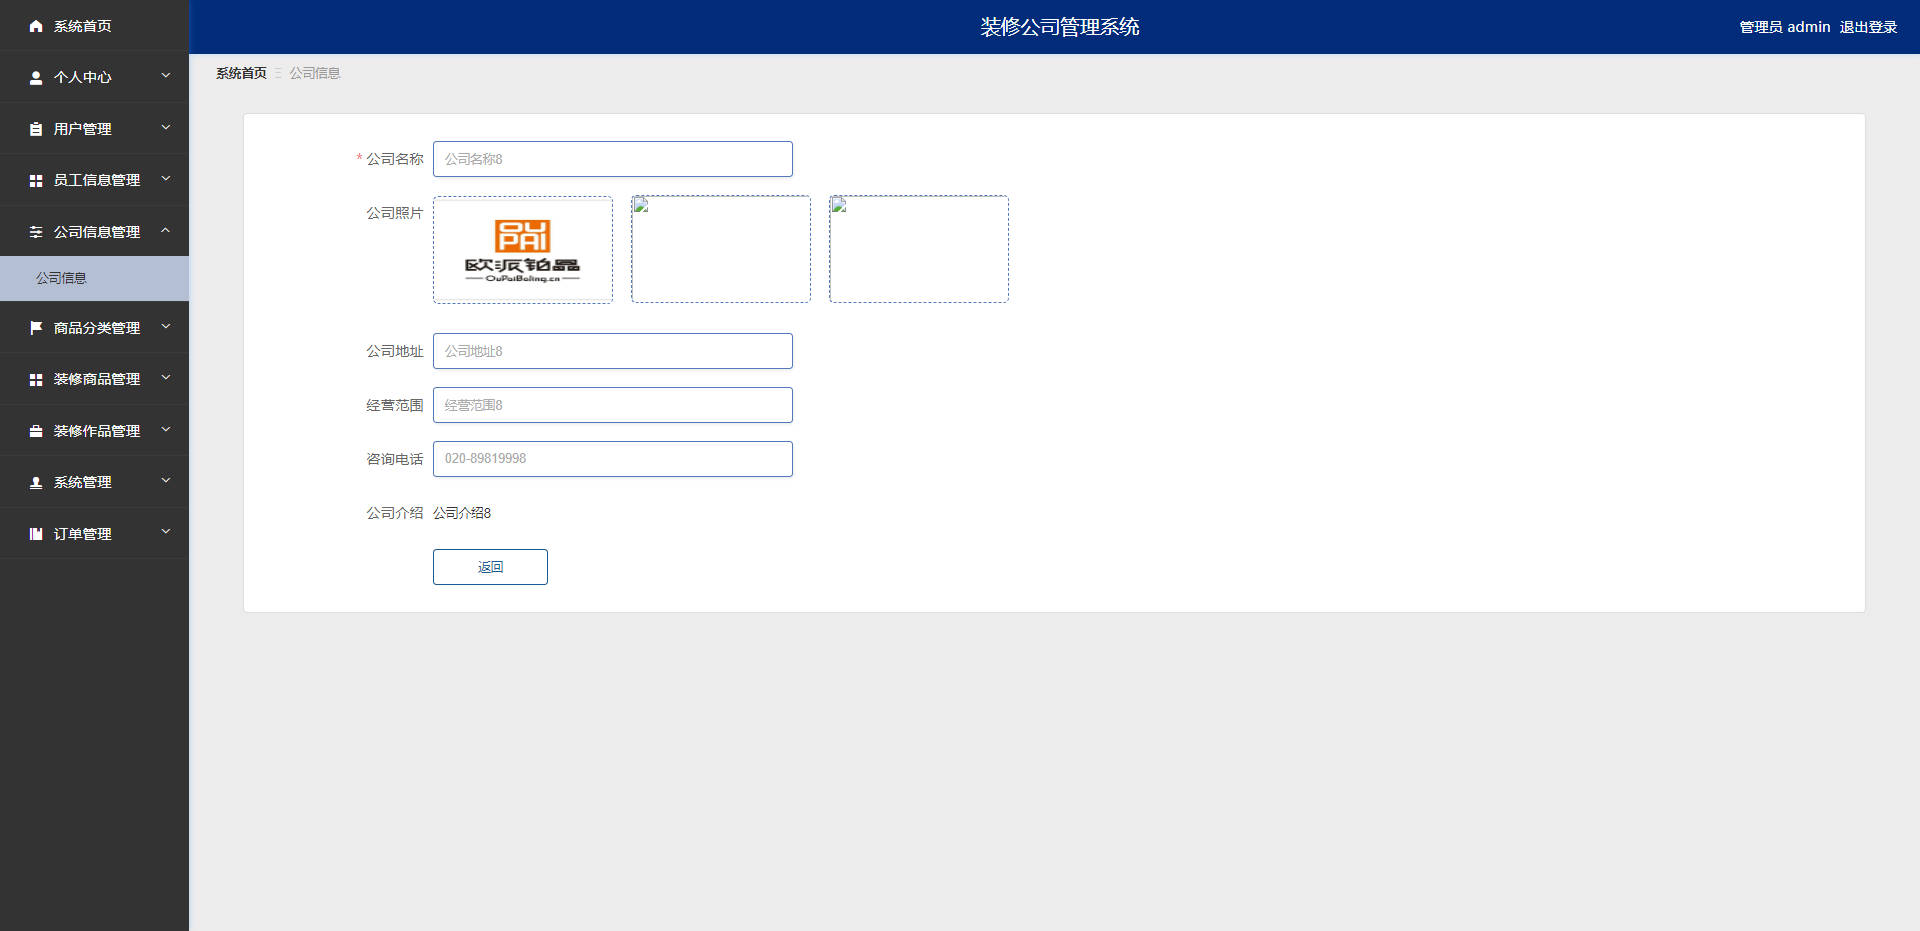 装修公司管理系统
管理员 admin 退出登录
系统首页
个人中心
用户管理
员工信息管理
公司信息管理
公司信息
商品分类管理
装修商品管理
装修作品管理
系统管理
订单管理
系统首页 公司信息
* 公司名称 公司名称8
公司照片
OUPAI
欧派铂晶
公司地址 公司地址8
经营范围 经营范围8
咨询电话 020-89819998
公司介绍 公司介绍8
返回